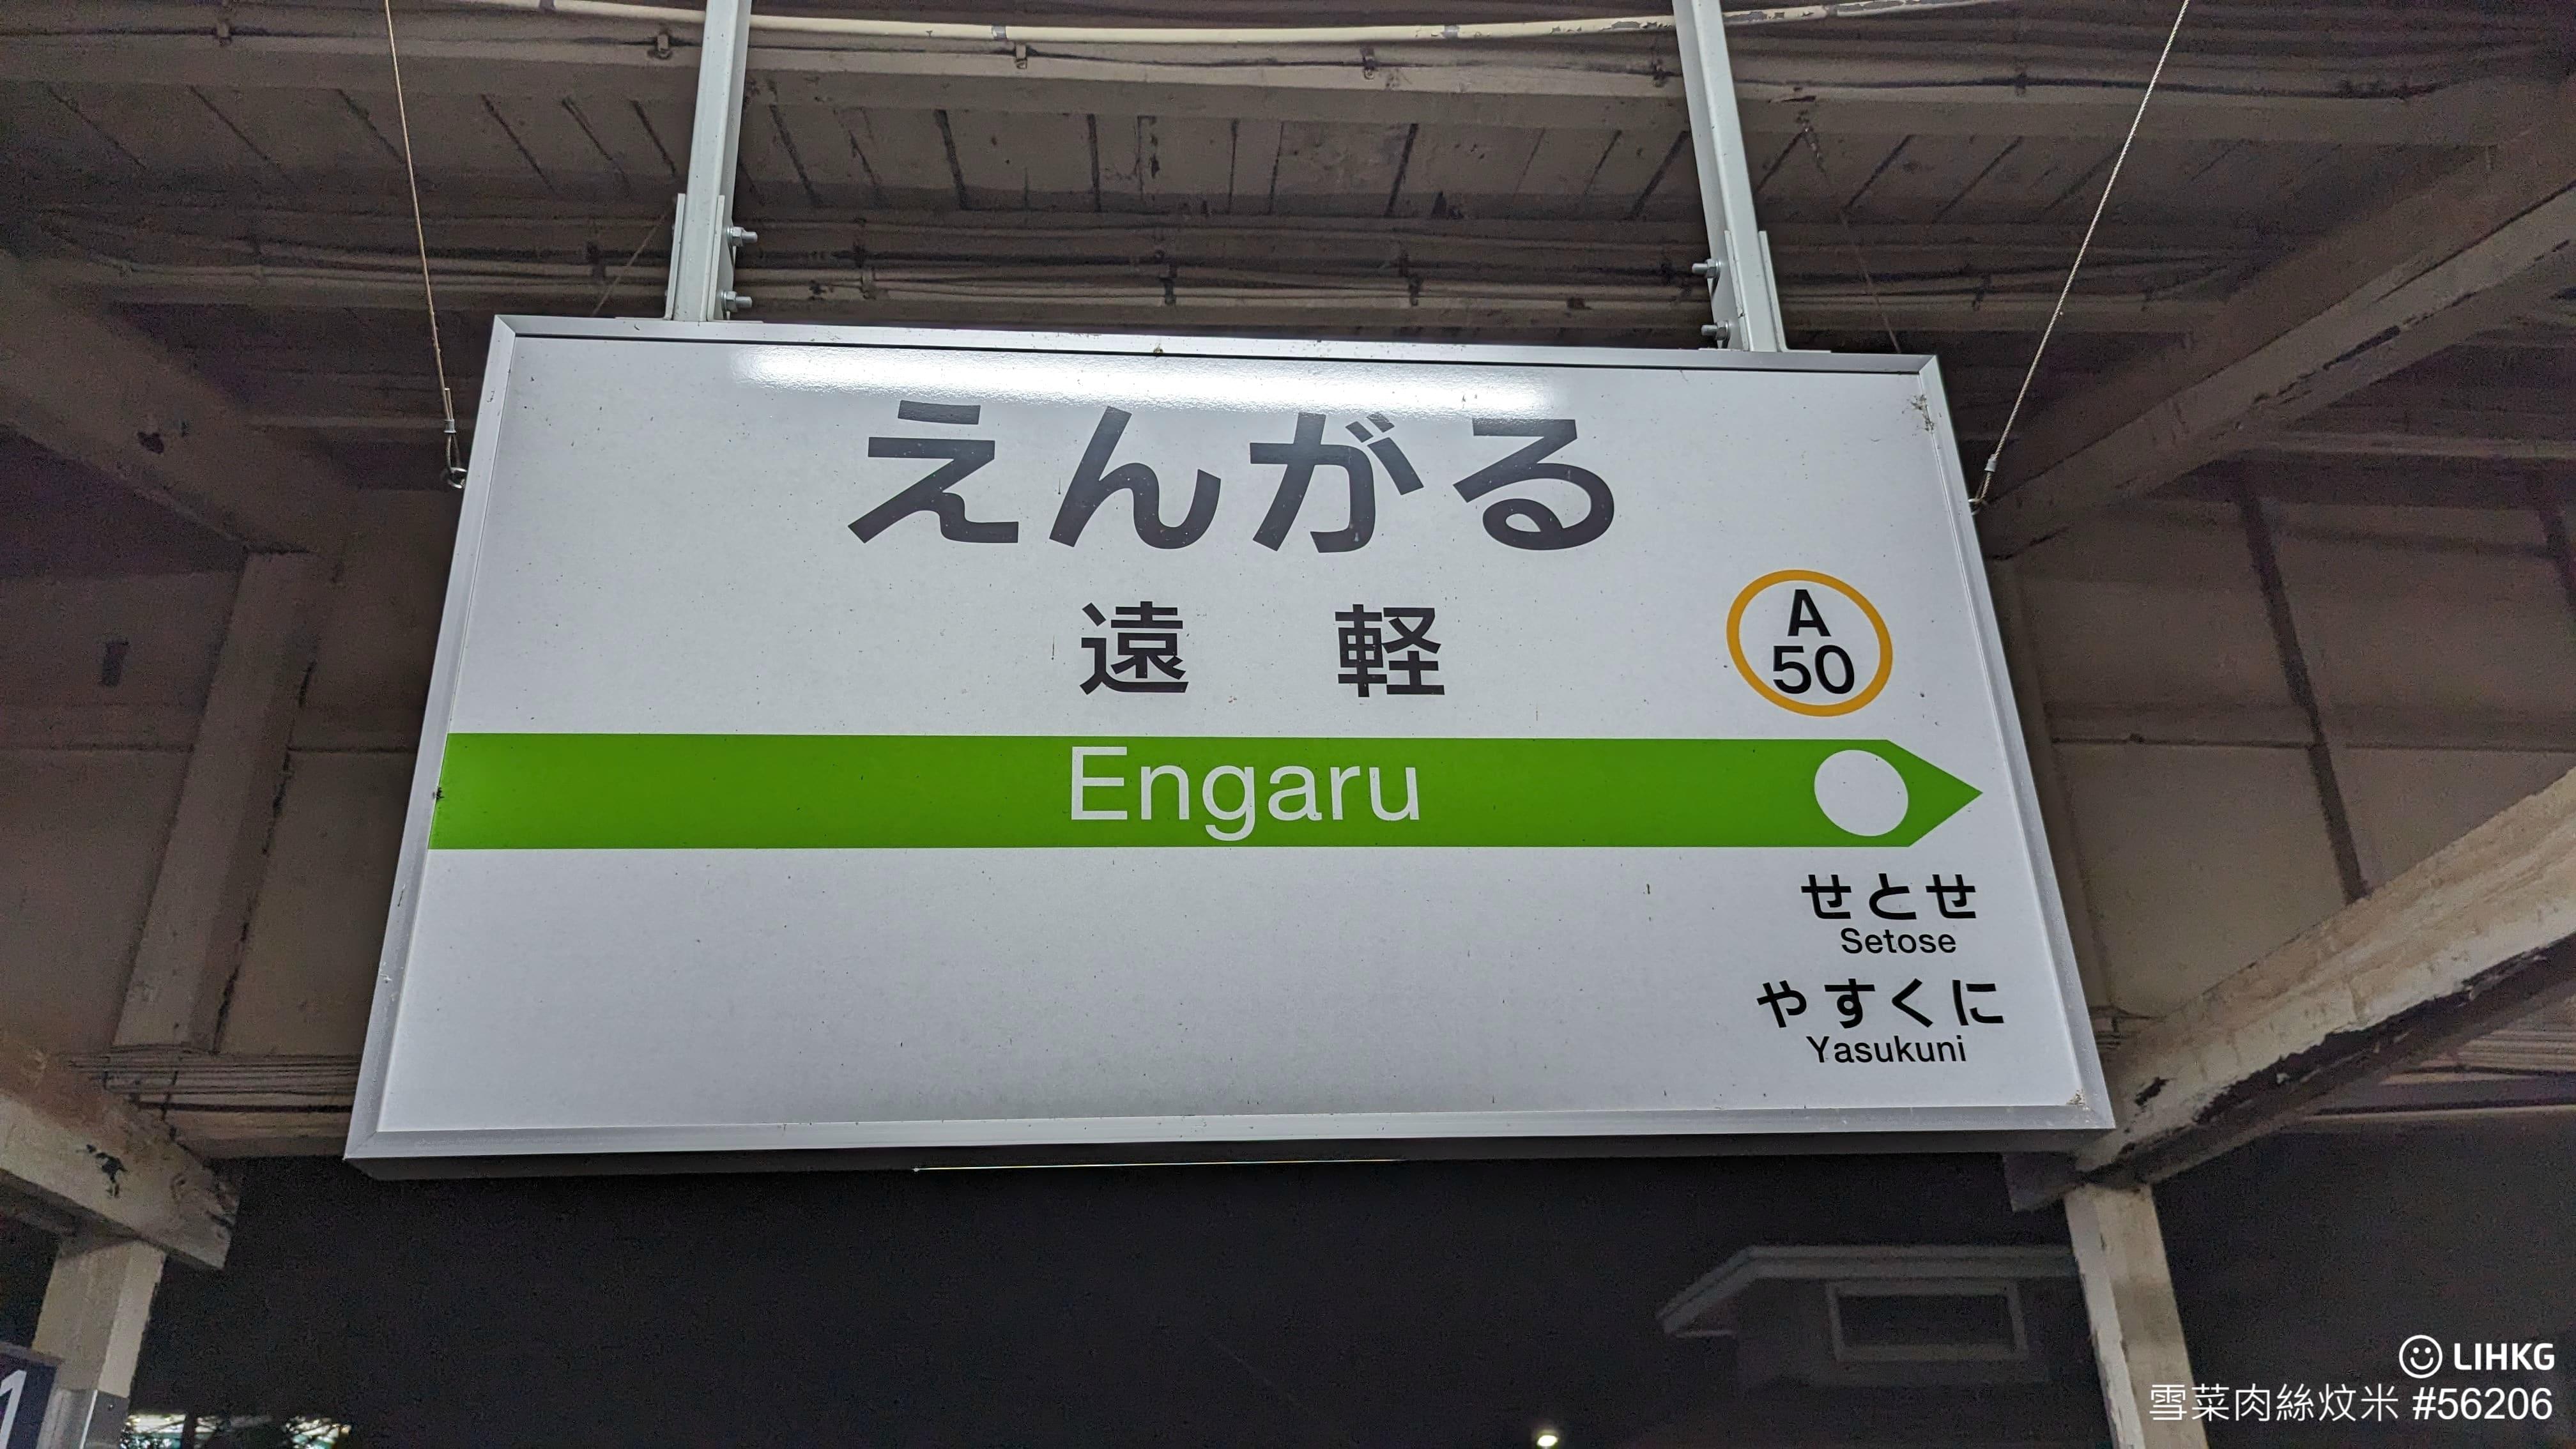 えんがる
遠 軽
A
50
Engaru
せとせ
Setose
やすくに
Yasukuni
1
LIHKG
雪菜肉絲炆米 #56206